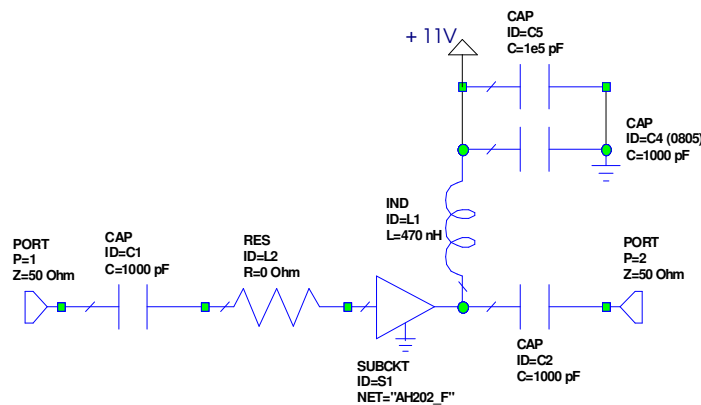 CAP
ID=C5
C=1e5 pF
+ 11V
CAP
ID=C4 (0805)
C=1000 pF
IND
ID=L1
L=470 nH
PORT
P=1
Z=50 Ohm
CAP
ID=C1
C=1000 pF
RES
ID=L2
R=0 Ohm
PORT
P=2
Z=50 Ohm
SUBCKT
ID=S1
NET="AH202_F"
CAP
ID=C2
C=1000 pF